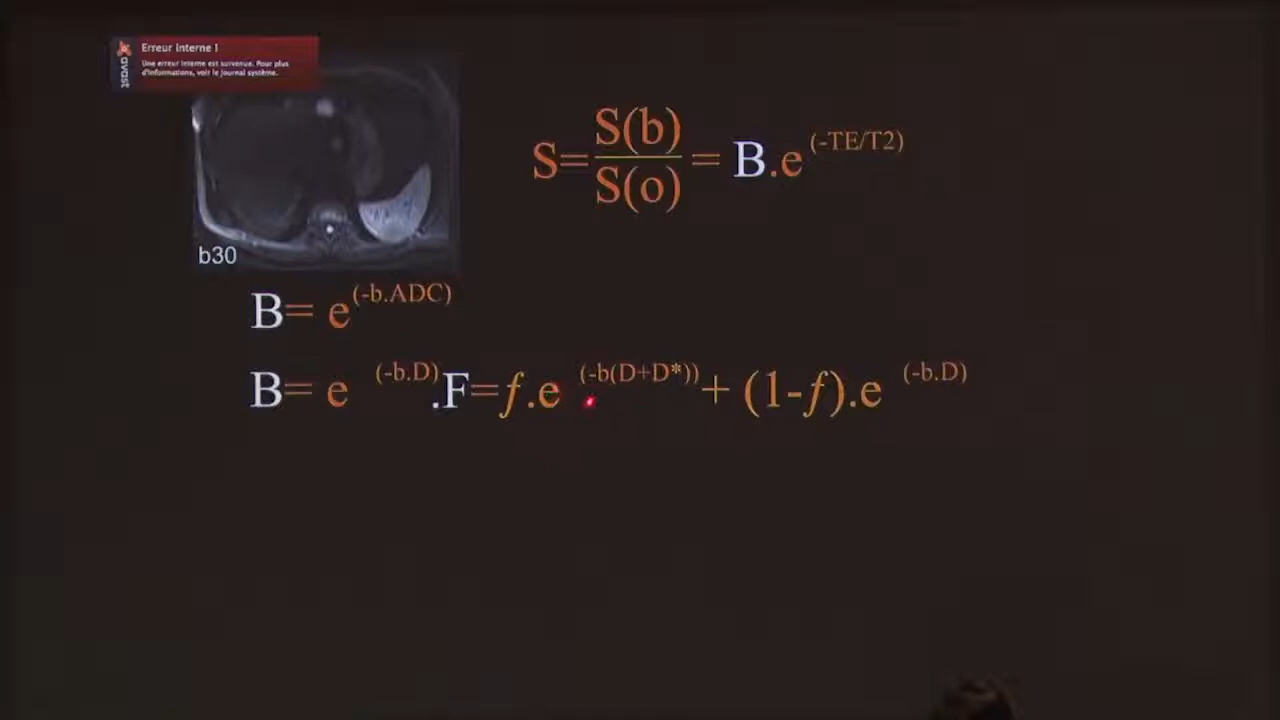 avast
Erreur interne !
Une erreur interne est survenue. Pour plus
d'informations, voir le journal système.
b30
S=S(b)/S(o) = B.e(-TE/T2)
B= e(-b.ADC)
B= e (-b.D).F=f.e (-b(D+D*))+ (1-f).e (-b.D)